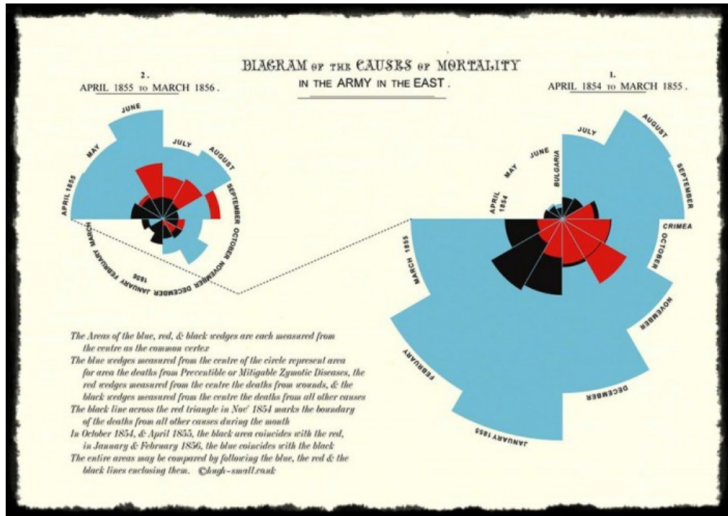 DIAGRAM OF THE CAUSES OF MORTALITY
IN THE ARMY IN THE EAST.
2.
APRIL 1855 TO MARCH 1856.
1.
APRIL 1854 TO MARCH 1855.
APRIL 1855
MAY
JUNE
JULY
AUGUST
SEPTEMBER
OCTOBER
NOVEMBER
DECEMBER
JANUARY
1856
FEBRUARY
MARCH
APRIL
1854
MAY
JUNE
BULGARIA
JULY
AUGUST
SEPTEMBER
CRIMEA
OCTOBER
NOVEMBER
DECEMBER
JANUARY 1855
FEBRUARY
MARCH 1855
The Areas of the blue, red, & black wedges are each measured from
the centre as the common vertex
The blue wedges measured from the centre of the circle represent area
for area the deaths from Preventible or Mitigable Zymotic Diseases, the
red wedges measured from the centre the deaths from wounds, & the
black wedges measured from the centre the deaths from all other causes
The black line across the red triangle in Nov' 1854 marks the boundary
of the deaths from all other causes during the month
In October 1854, & April 1855, the black area coincides with the red,
in January & February 1856, the blue coincides with the black
The entire areas may be compared by following the blue, the red & the
black lines enclosing them. ©hugh-small.co.uk